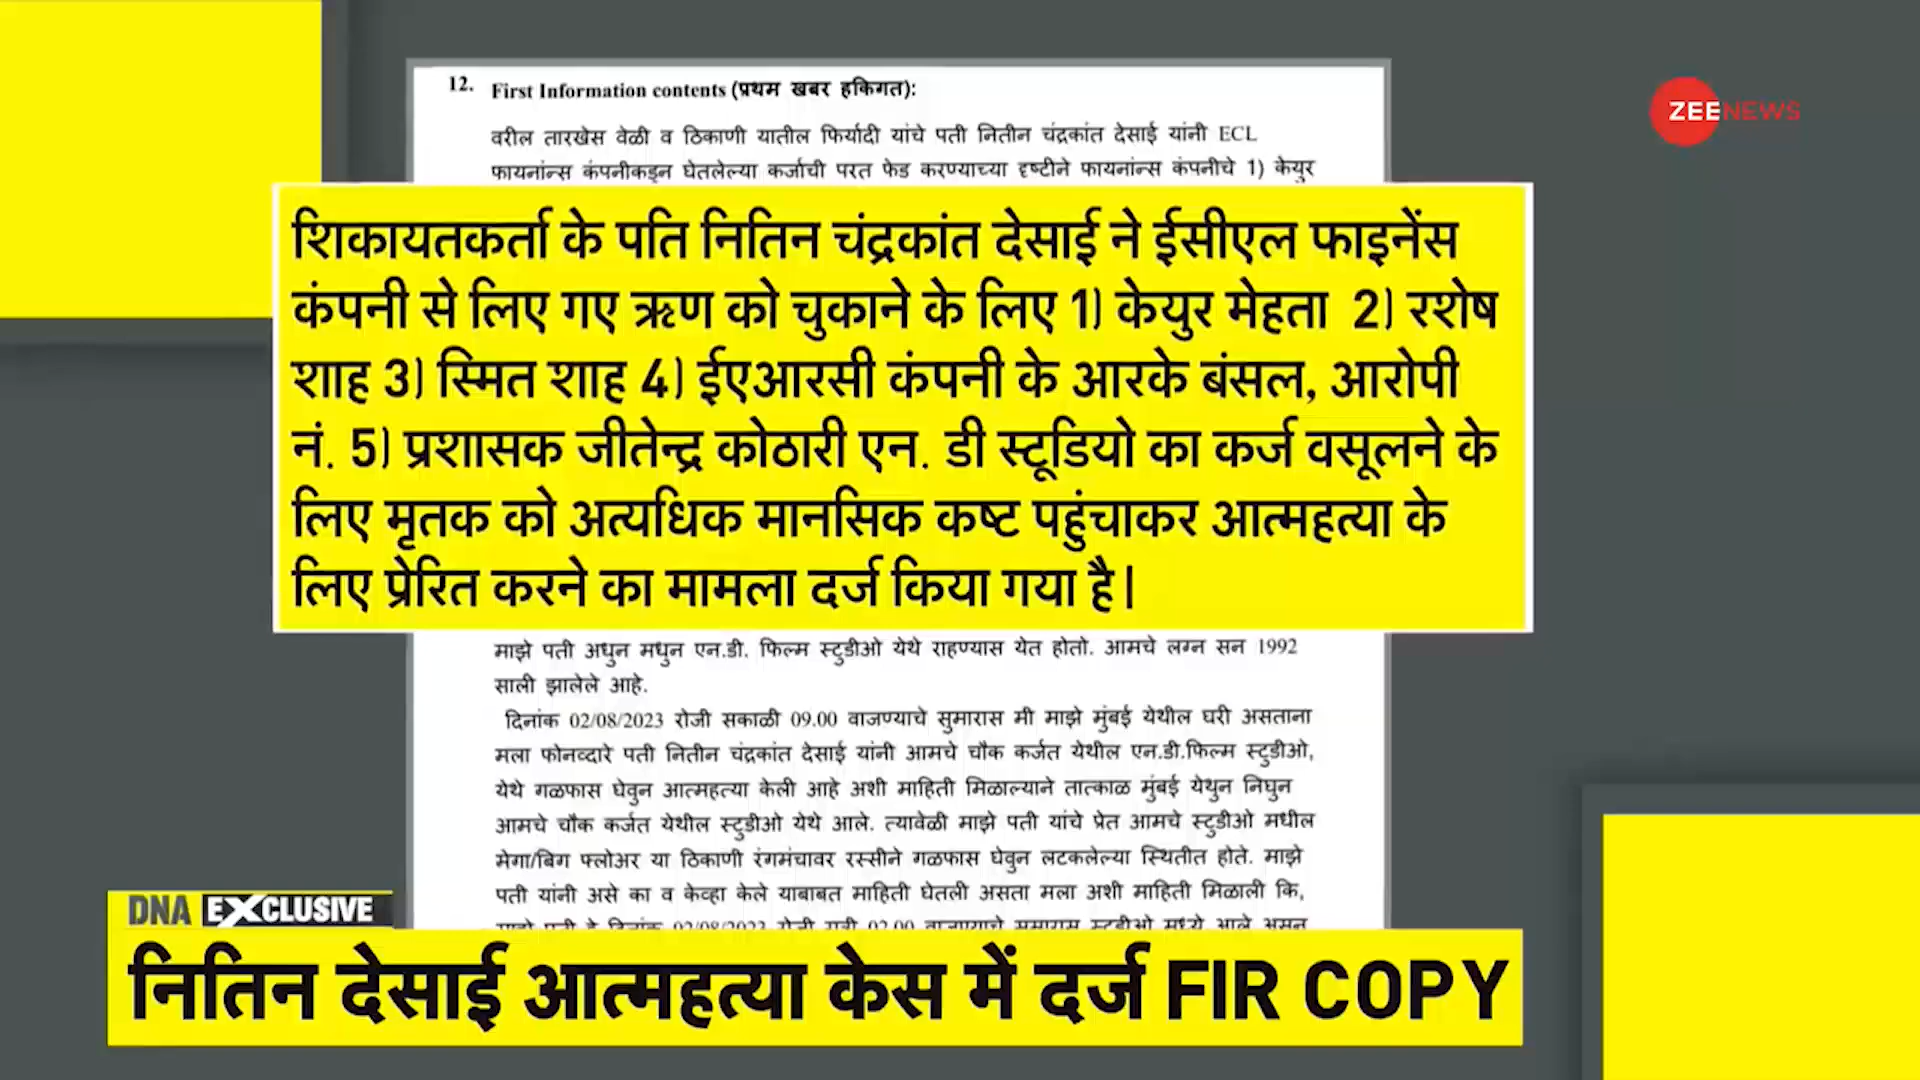 ZEENEWS
12. First Information contents (प्रथम खबर हकिगत):
वरील तारखेस वेळी व ठिकाणी यातील फिर्यादी यांचे पती नितीन चंद्रकांत देसाई यांनी ECL
फायनांन्स कंपनीकडून घेतलेल्या कर्जाची परत फेड करण्याच्या दृष्टीने फायनांन्स कंपनीचे 1) केयुर
शिकायतकर्ता के पति नितिन चंद्रकांत देसाई ने ईसीएल फाइनेंस
कंपनी से लिए गए ऋण को चुकाने के लिए 1) केयुर मेहता 2) रशेष
शाह 3) स्मित शाह 4) ईएआरसी कंपनी के आरके बंसल, आरोपी
नं. 5) प्रशासक जीतेन्द्र कोठारी एन. डी स्टूडियो का कर्ज वसूलने के
लिए मृतक को अत्यधिक मानसिक कष्ट पहुंचाकर आत्महत्या के
लिए प्रेरित करने का मामला दर्ज किया गया है|
माझे पती अधुन मधुन एन.डी. फिल्म स्टुडीओ येथे राहण्यास येत होतो. आमचे लग्न सन 1992
साली झालेले आहे.
दिनांक 02/08/2023 रोजी सकाळी 09.00 वाजण्याचे सुमारास मी माझे मुंबई येथील घरी असताना
मला फोनव्दारे पती नितीन चंद्रकांत देसाई यांनी आमचे चौक कर्जत येथील एन.डी.फिल्म स्टुडीओ,
येथे गळफास घेवुन आत्महत्या केली आहे अशी माहिती मिळाल्याने तात्काळ मुंबई येथुन निघुन
आमचे चौक कर्जत येथील स्टुडीओ येथे आले. त्यावेळी माझे पती यांचे प्रेत आमचे स्टुडीओ मधील
मेगा/बिग फ्लोअर या ठिकाणी रंगमंचावर रस्सीने गळफास घेवुन लटकलेल्या स्थितीत होते. माझे
पती यांनी असे का व केव्हा केले याबाबत माहिती घेतली असता मला अशी माहिती मिळाली कि,
DNA EXCLUSIVE
नितिन देसाई आत्महत्या केस में दर्ज FIR COPY